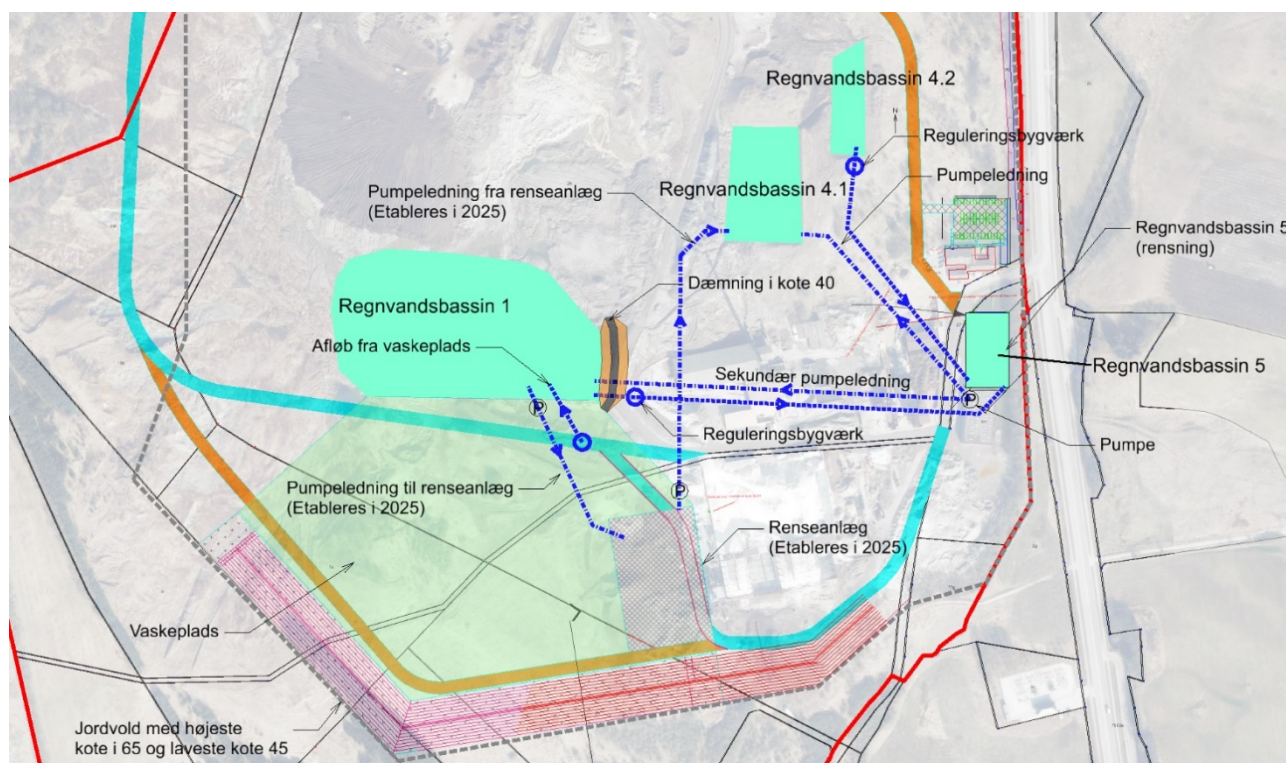 Regnvandsbassin 4.2
Reguleringsbygværk
Pumpeledning
Pumpeledning fra renseanlæg
(Etableres i 2025)
Regnvandsbassin 4.1
N
Regnvandsbassin 5
(rensning)
Dæmning i kote 40
Regnvandsbassin 1
Afløb fra vaskeplads
Sekundær pumpeledning
Regnvandsbassin 5
P
P
Reguleringsbygværk
Pumpe
Pumpeledning til renseanlæg
(Etableres i 2025)
P
Renseanlæg
(Etableres i 2025)
Vaskeplads
Jordvold med højeste
kote i 65 og laveste kote 45